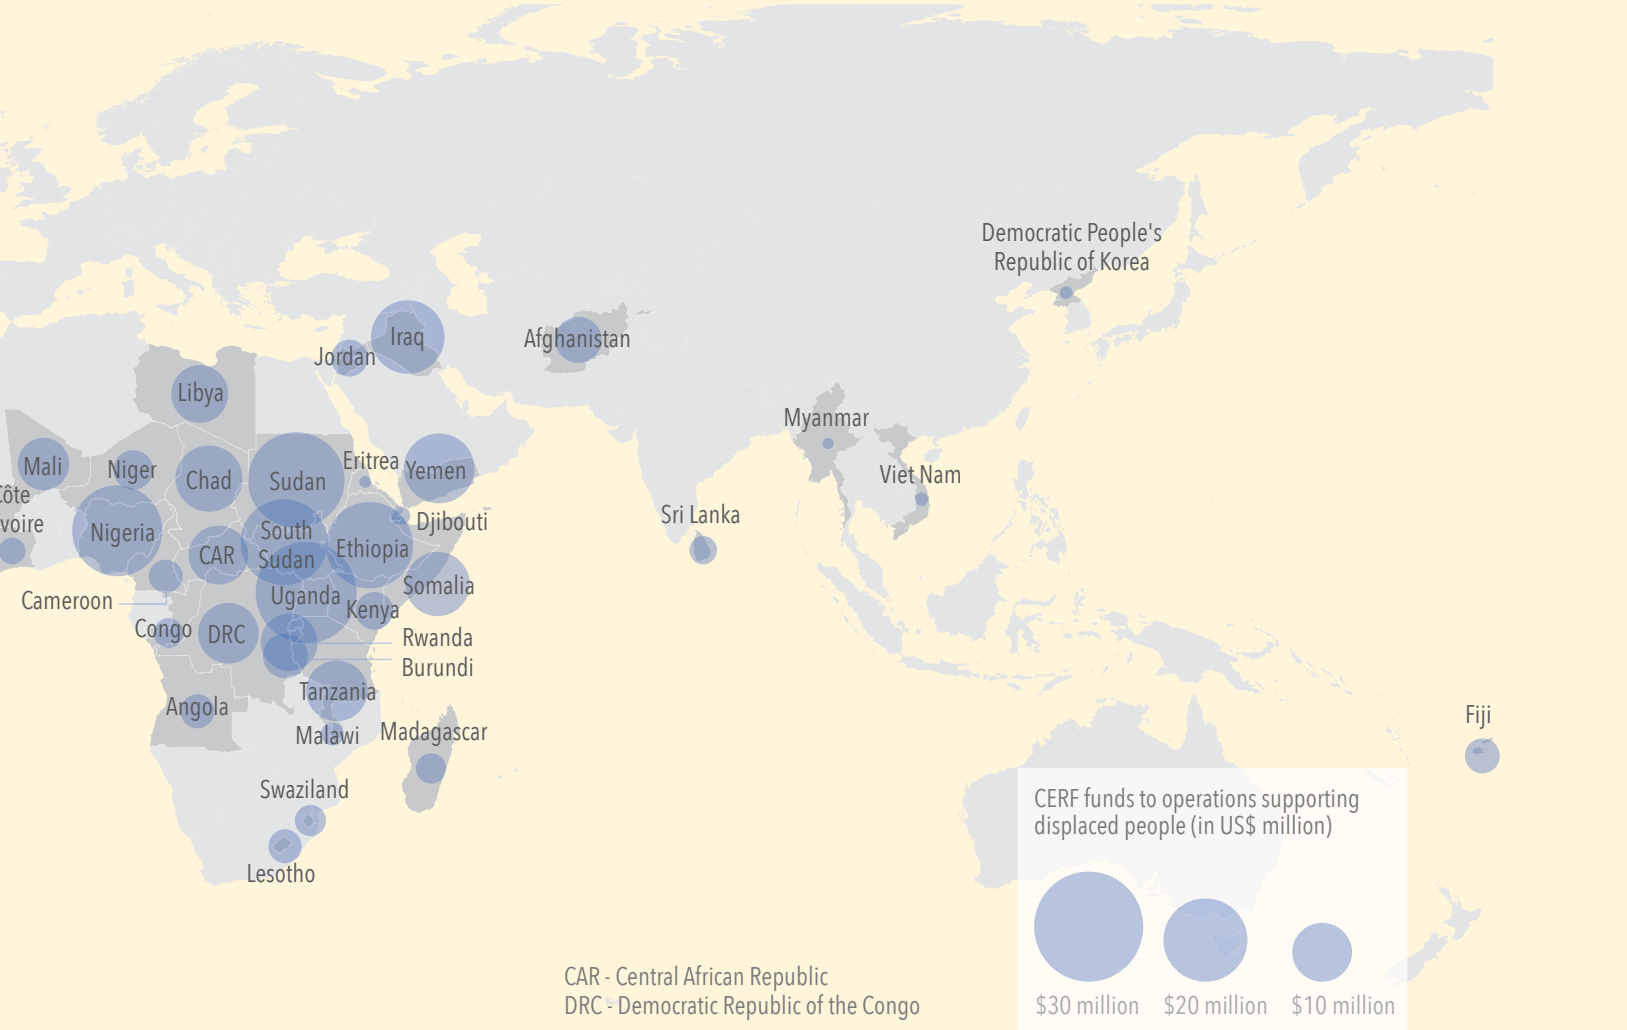 Democratic People's
Republic of Korea
Iraq
Afghanistan
Jordan
Libya
Myanmar
Mali
Niger
Chad
Sudan
Eritrea
Yemen
Viet Nam
Côte
voire
Nigeria
South
Sudan
Djibouti
Sri Lanka
CAR
Ethiopia
Somalia
Cameroon
Uganda
Kenya
Congo
DRC
Rwanda
Burundi
Tanzania
Angola
Malawi
Madagascar
Fiji
Swaziland
Lesotho
CERF funds to operations supporting
displaced people (in US$ million)
$30 million
$20 million
$10 million
CAR - Central African Republic
DRC - Democratic Republic of the Congo